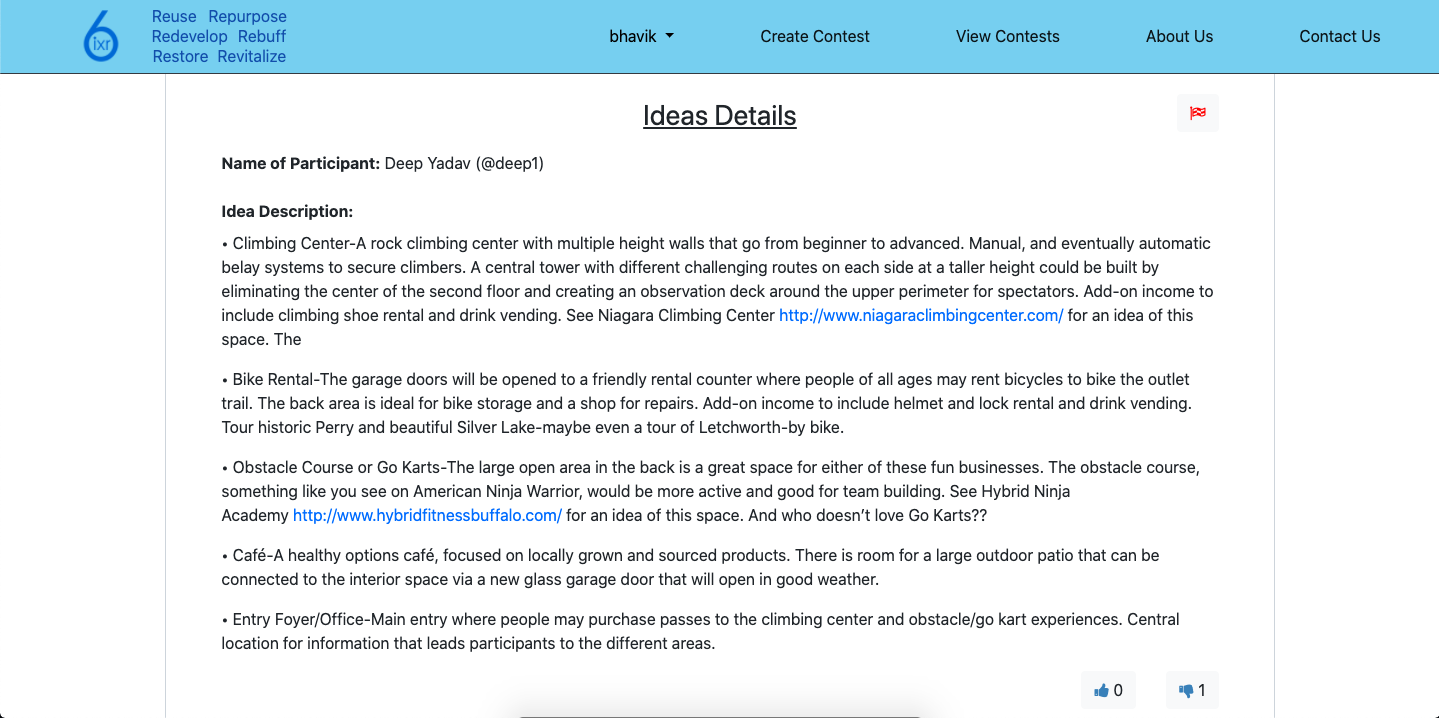 6
ixr
Reuse Repurpose
Redevelop Rebuff
Restore Revitalize
bhavik
Create Contest
View Contests
About Us
Contact Us
Ideas Details
Name of Participant: Deep Yadav (@deep1)
Idea Description:
• Climbing Center-A rock climbing center with multiple height walls that go from beginner to advanced. Manual, and eventually automatic
belay systems to secure climbers. A central tower with different challenging routes on each side at a taller height could be built by
eliminating the center of the second floor and creating an observation deck around the upper perimeter for spectators. Add-on income to
include climbing shoe rental and drink vending. See Niagara Climbing Center http://www.niagaraclimbingcenter.com/ for an idea of this
space. The
• Bike Rental-The garage doors will be opened to a friendly rental counter where people of all ages may rent bicycles to bike the outlet
trail. The back area is ideal for bike storage and a shop for repairs. Add-on income to include helmet and lock rental and drink vending.
Tour historic Perry and beautiful Silver Lake-maybe even a tour of Letchworth-by bike.
• Obstacle Course or Go Karts-The large open area in the back is a great space for either of these fun businesses. The obstacle course,
something like you see on American Ninja Warrior, would be more active and good for team building. See Hybrid Ninja
Academy http://www.hybridfitnessbuffalo.com/ for an idea of this space. And who doesn’t love Go Karts??
• Café-A healthy options café, focused on locally grown and sourced products. There is room for a large outdoor patio that can be
connected to the interior space via a new glass garage door that will open in good weather.
• Entry Foyer/Office-Main entry where people may purchase passes to the climbing center and obstacle/go kart experiences. Central
location for information that leads participants to the different areas.
0
1